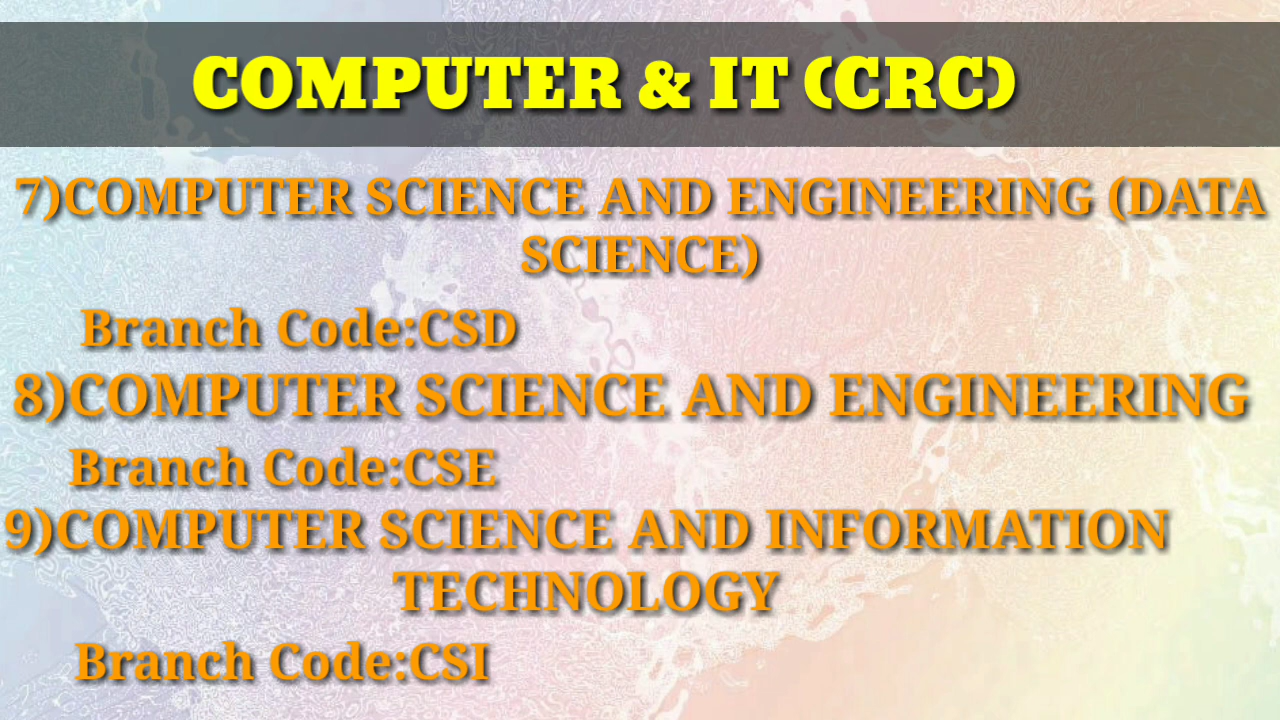 COMPUTER & IT (CRC)
7)COMPUTER SCIENCE AND ENGINEERING (DATA
SCIENCE)
Branch Code:CSD
8)COMPUTER SCIENCE AND ENGINEERING
Branch Code:CSE
9)COMPUTER SCIENCE AND INFORMATION
TECHNOLOGY
Branch Code:CSI